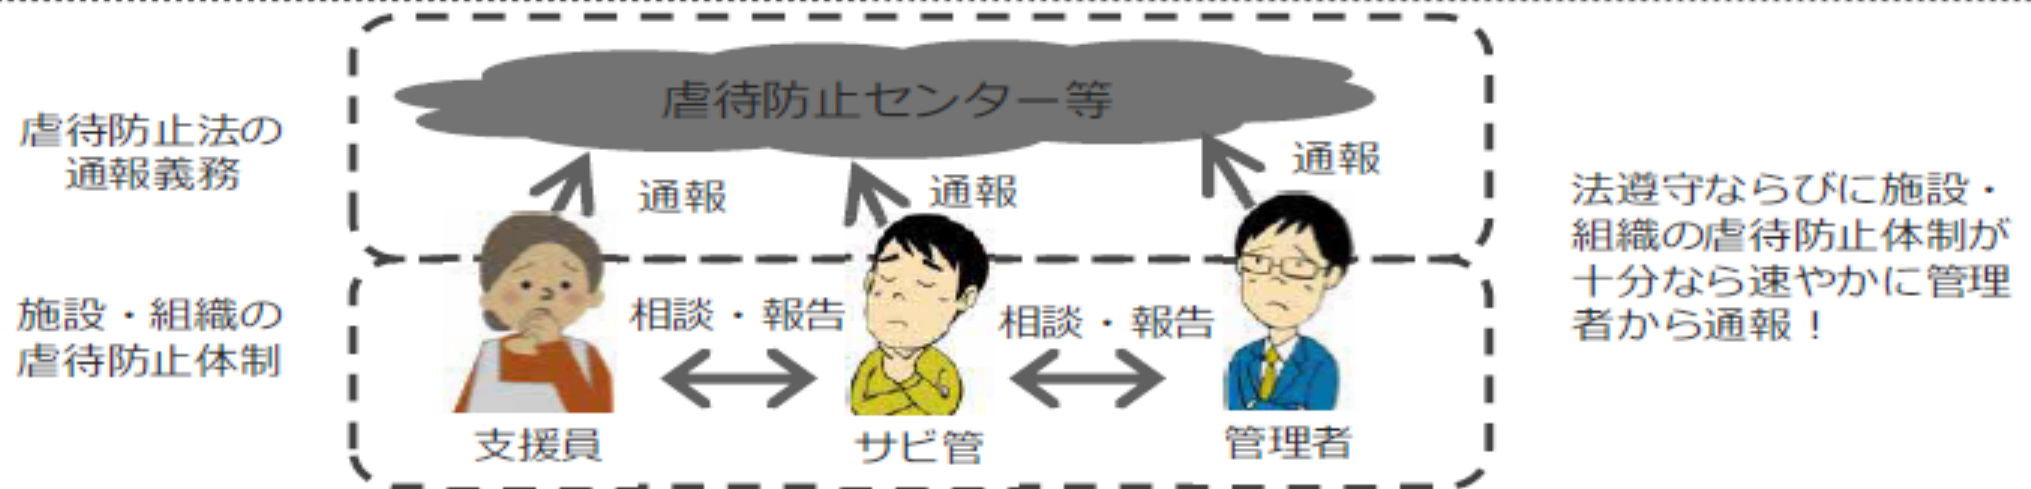 虐待防止センター等
虐待防止法の
通報義務
通報
通報
通報
法遵守ならびに施設・
組織の虐待防止体制が
十分なら速やかに管理
者から通報！
施設・組織の
虐待防止体制
相談・報告
相談・報告
支援員
サビ管
管理者